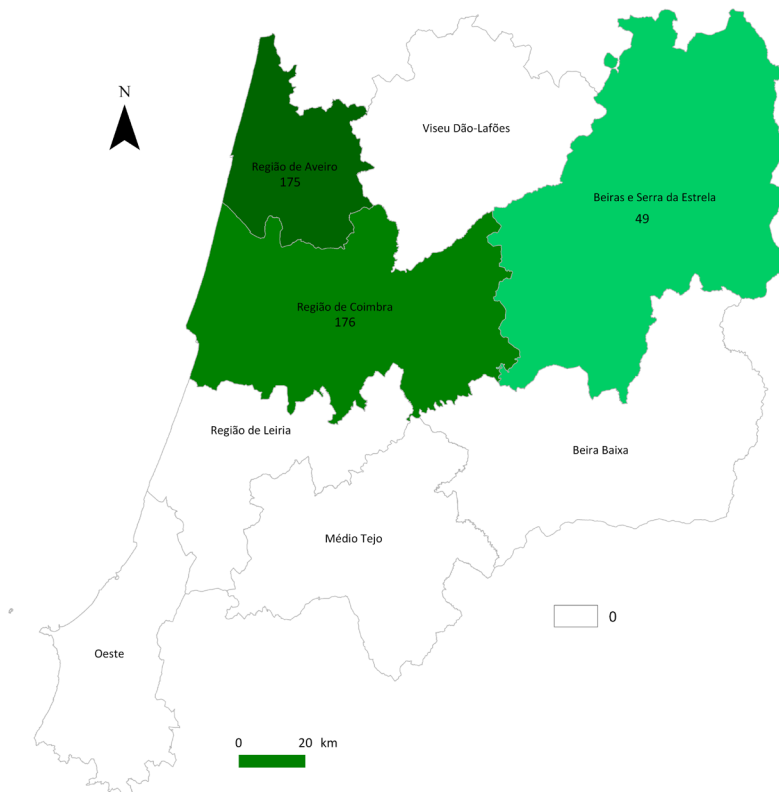 N
Viseu Dão-Lafões
Região de Aveiro
175
Beiras e Serra da Estrela
49
Região de Coimbra
176
Região de Leiria
Beira Baixa
Médio Tejo
0
Oeste
0 20 km